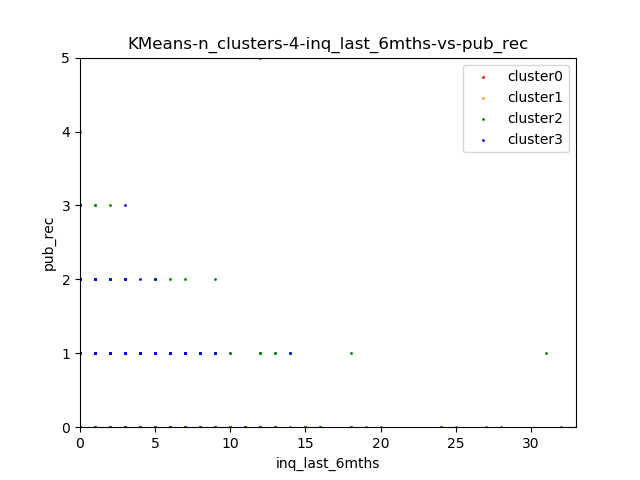 KMeans-n_clusters-4-inq_last_6mths-vs-pub_rec
cluster0
cluster1
cluster2
cluster3
5
4
3
2
1
0
pub_rec
0 5 10 15 20 25 30
inq_last_6mths